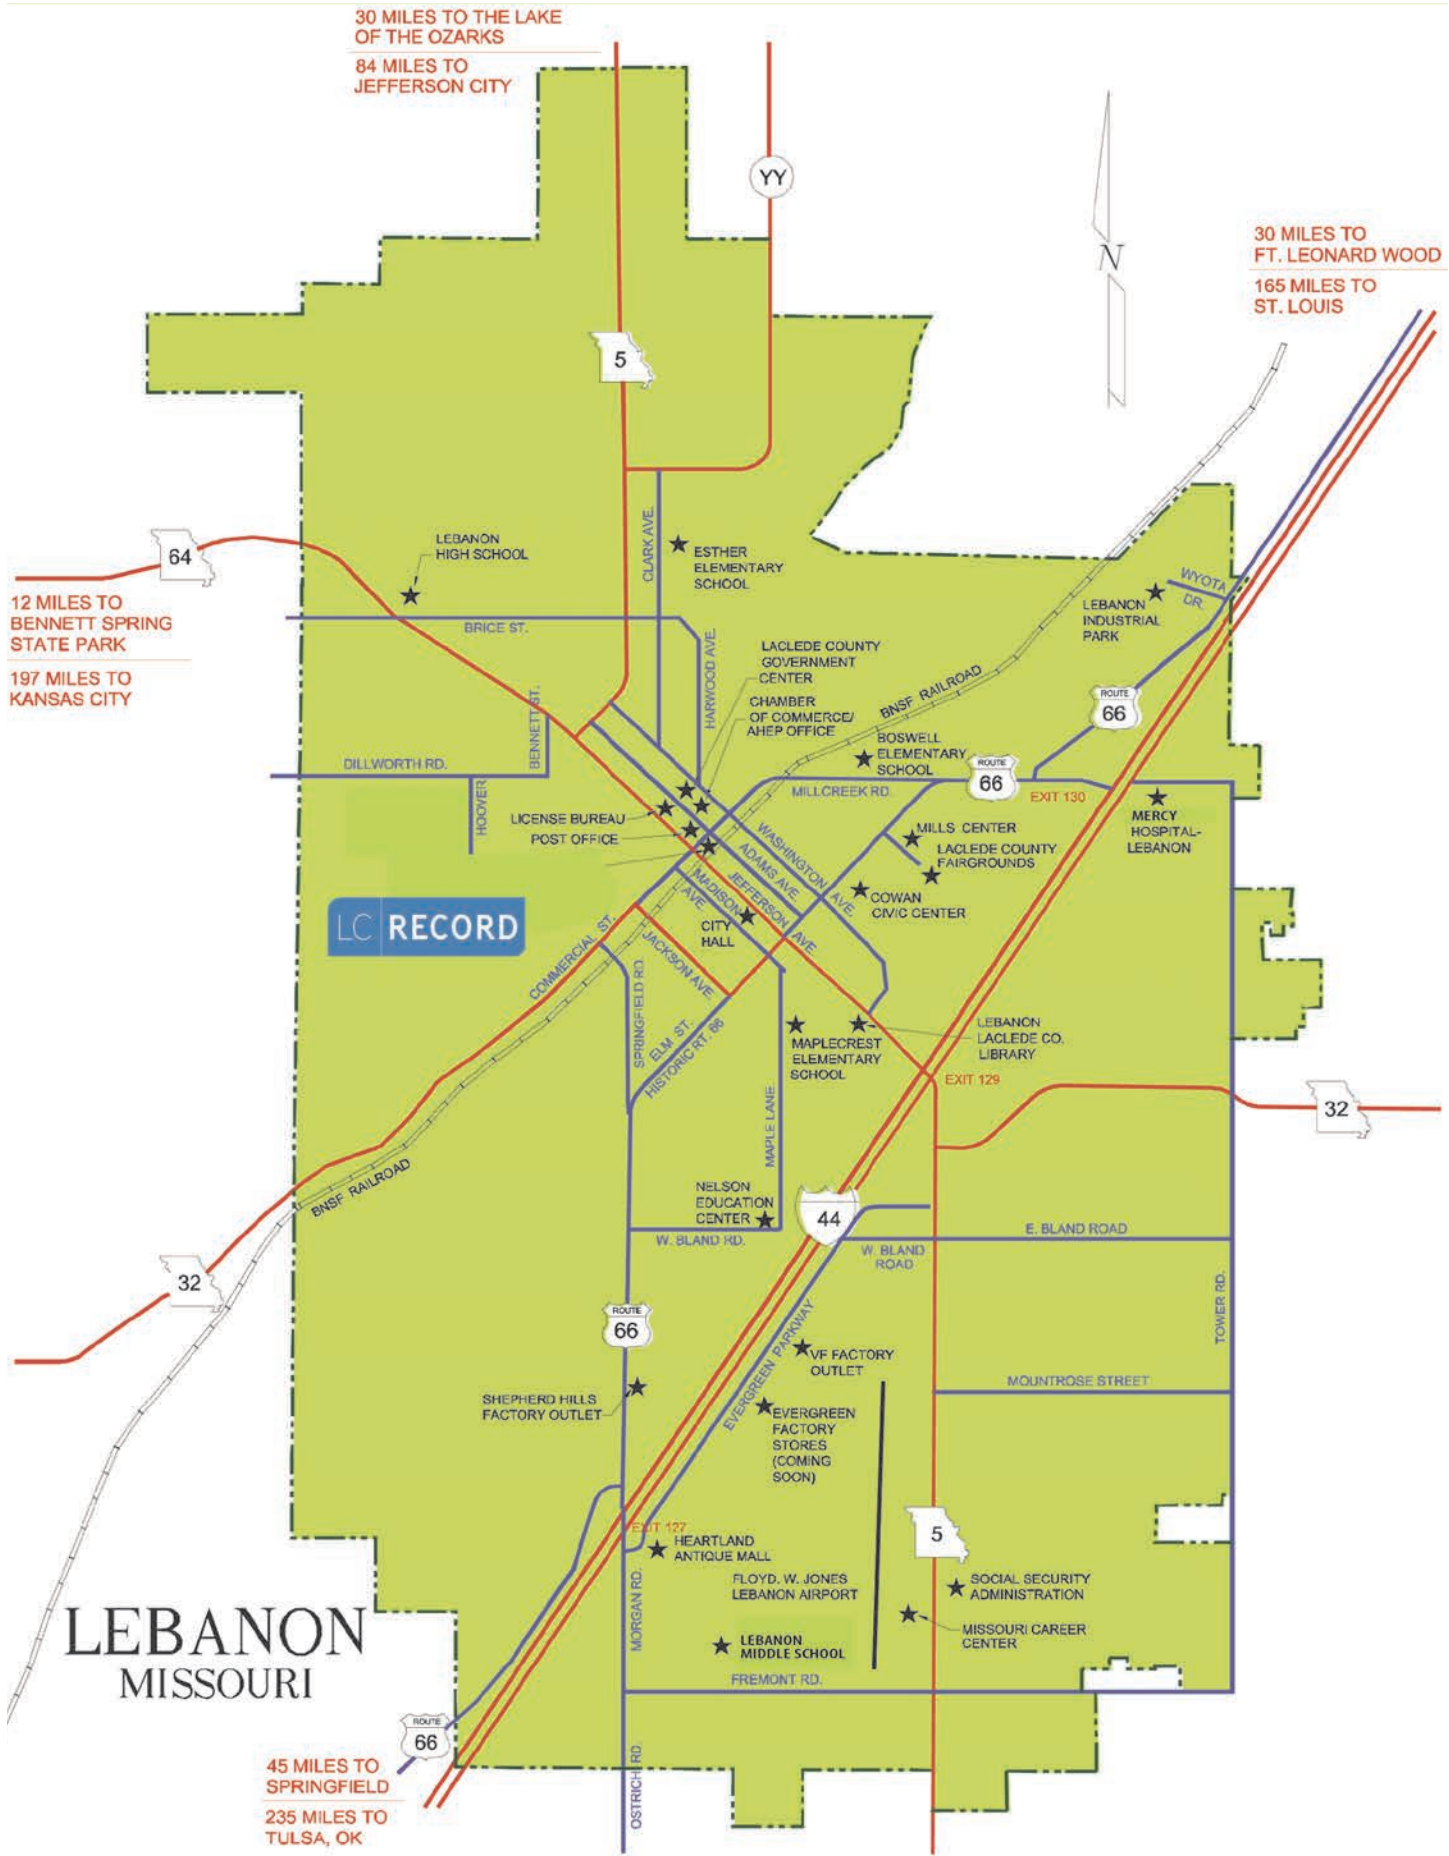 30 MILES TO THE LAKE
OF THE OZARKS
84 MILES TO
JEFFERSON CITY
YY
N
30 MILES TO
FT. LEONARD WOOD
165 MILES TO
ST. LOUIS
5
64
12 MILES TO
BENNETT SPRING
STATE PARK
197 MILES TO
KANSAS CITY
LEBANON
HIGH SCHOOL
CLARK AVE.
ESTHER
ELEMENTARY
SCHOOL
WYOTA
DR.
LEBANON
INDUSTRIAL
PARK
BRICE ST.
HARWOOD AVE.
LACLEDE COUNTY
GOVERNMENT
CENTER
CHAMBER
OF COMMERCE/
AHEP OFFICE
BNSF RAILROAD
ROUTE
66
BENNETT ST.
DILLWORTH RD.
HOOVER
BOSWELL
ELEMENTARY
SCHOOL
ROUTE
66
MILLCREEK RD.
EXIT 130
LICENSE BUREAU
POST OFFICE
MERCY
HOSPITAL-
LEBANON
MILLS CENTER
LACLEDE COUNTY
FAIRGROUNDS
WASHINGTON AVE.
ADAMS AVE.
JEFFERSON AVE
MADISON
AVE.
COWAN
CIVIC CENTER
CITY
HALL
LC RECORD
COMMERCIAL ST.
JACKSON AVE.
SPRINGFIELD RD.
ELM ST.
HISTORIC RT. 66
MAPLECREST
ELEMENTARY
SCHOOL
LEBANON
LACLEDE CO.
LIBRARY
EXIT 129
32
MAPLE LANE
BNSF RAILROAD
NELSON
EDUCATION
CENTER
44
W. BLAND RD.
W. BLAND
ROAD
E. BLAND ROAD
32
TOWER RD.
ROUTE
66
EVERGREEN PARKWAY
VF FACTORY
OUTLET
MOUNTROSE STREET
SHEPHERD HILLS
FACTORY OUTLET
EVERGREEN
FACTORY
STORES
(COMING
SOON)
EXIT 127
HEARTLAND
ANTIQUE MALL
5
FLOYD. W. JONES
LEBANON AIRPORT
SOCIAL SECURITY
ADMINISTRATION
MORGAN RD.
MISSOURI CAREER
CENTER
LEBANON
MIDDLE SCHOOL
FREMONT RD.
LEBANON
MISSOURI
ROUTE
66
OSTRICH RD.
45 MILES TO
SPRINGFIELD
235 MILES TO
TULSA, OK